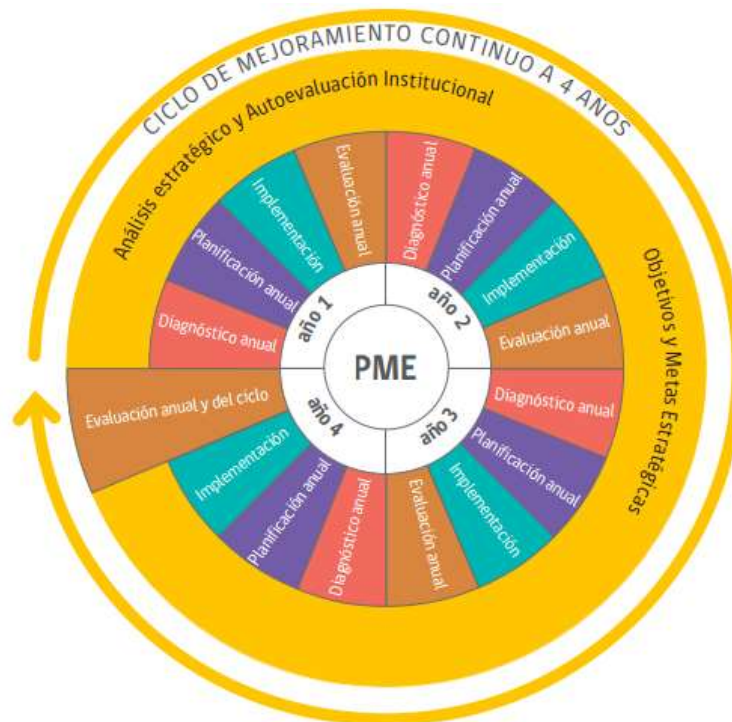 CICLO DE MEJORAMIENTO CONTINUO A 4 AÑOS
Análisis estratégico y Autoevaluación Institucional
Objetivos y Metas Estratégicas
PME
año 1
Diagnóstico anual
Planificación anual
Implementación
Evaluación anual
año 2
Diagnóstico anual
Planificación anual
Implementación
Evaluación anual
año 3
Diagnóstico anual
Planificación anual
Implementación
Evaluación anual
año 4
Diagnóstico anual
Planificación anual
Implementación
Evaluación anual y del ciclo